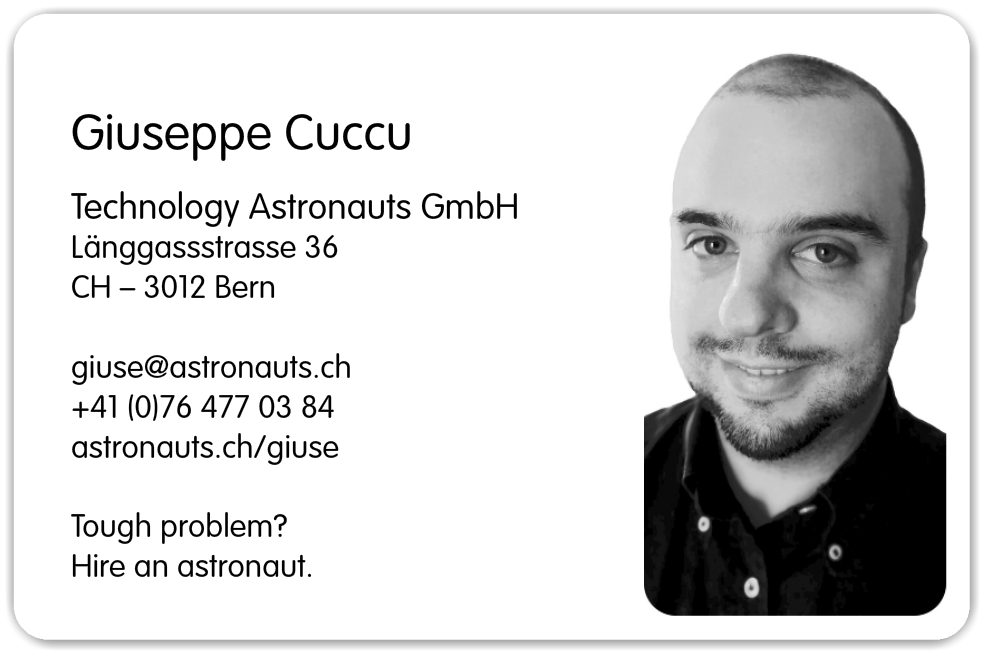 Giuseppe Cuccu
Technology Astronauts GmbH
Länggassstrasse 36
CH – 3012 Bern
giuse@astronauts.ch
+41 (0)76 477 03 84
astronauts.ch/giuse
Tough problem?
Hire an astronaut.